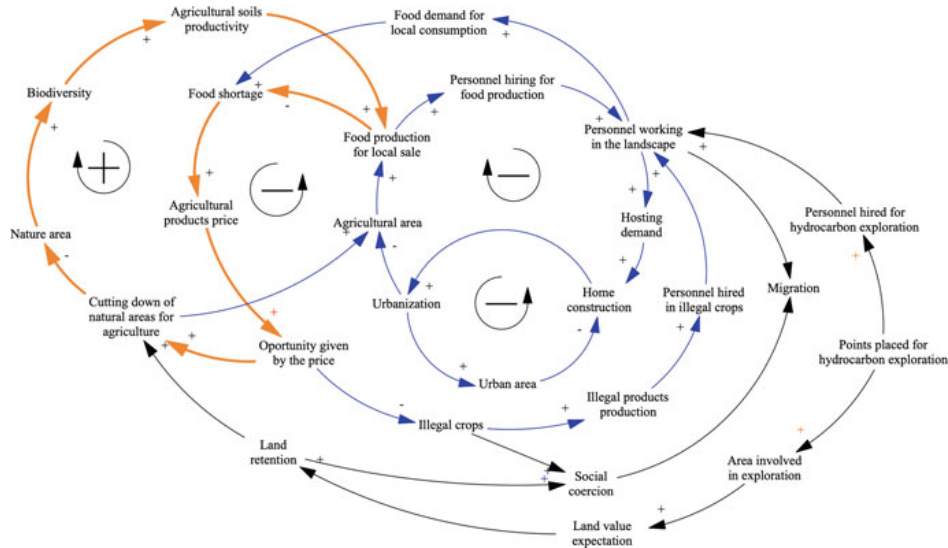 Agricultural soils
productivity
Food demand for
local consumption
Biodiversity
Food shortage
Personnel hiring for
food production
Food production
for local sale
Personnel working
in the landscape
Agricultural
products price
Agricultural area
Hosting
demand
Personnel hired for
hydrocarbon exploration
Nature area
Cutting down of
natural areas for
agriculture
Urbanization
Home
construction
Personnel hired
in illegal crops
Migration
Oportunity given
by the price
Points placed for
hydrocarbon exploration
Urban area
Illegal products
production
Illegal crops
Land
retention
Social
coercion
Area involved
in exploration
Land value
expectation